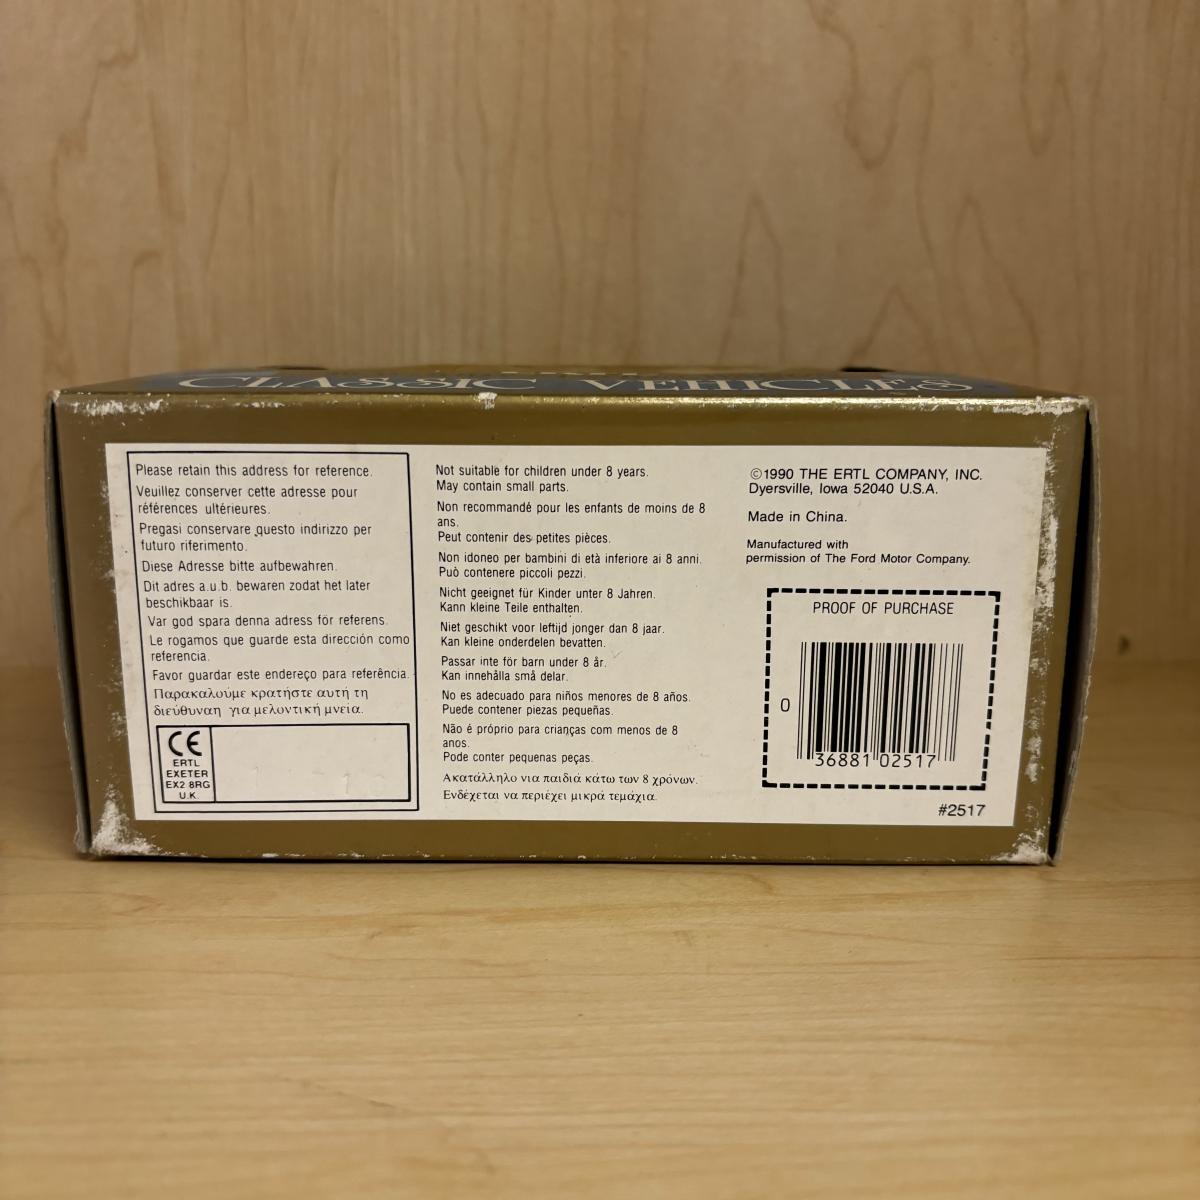 CLASSIC VEHICLES
Please retain this address for reference.
Veuillez conserver cette adresse pour
références ultérieures.
Pregasi conservare questo indirizzo per
futuro riferimento.
Diese Adresse bitte aufbewahren.
Dit adres a.u.b. bewaren zodat het later
beschikbaar is.
Var god spara denna adress för referens.
Le rogamos que guarde esta dirección como
referencia.
Favor guardar este endereço para referência.
Παρακαλούμε κρατήστε αυτή τη
διεύθυναη για μελοντική μνεία.
CE
ERTL
EXETER
EX2 8RG
U.K.
Not suitable for children under 8 years.
May contain small parts.
Non recommandé pour les enfants de moins de 8
ans.
Peut contenir des petites pièces.
Non idoneo per bambini di età inferiore ai 8 anni.
Può contenere piccoli pezzi.
Nicht geeignet für Kinder unter 8 Jahren.
Kann kleine Teile enthalten.
Niet geschikt voor leftijd jonger dan 8 jaar.
Kan kleine onderdelen bevatten.
Passar inte för barn under 8 år.
Kan innehålla små delar.
No es adecuado para niños menores de 8 años.
Puede contener piezas pequeñas.
Não é próprio para crianças com menos de 8
anos.
Pode conter pequenas peças.
Ακατάλληλο νια παιδιά κάτω των 8 χρόνων.
Ενδέχεται να περιέχει μικρά τεμάχια.
©1990 THE ERTL COMPANY, INC.
Dyersville, Iowa 52040 U.S.A.
Made in China.
Manufactured with
permission of The Ford Motor Company.
PROOF OF PURCHASE
0 36881 02517
#2517